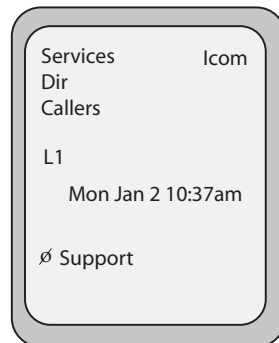 Services Icom
Dir
Callers
L1
Mon Jan 2 10:37am
ø Support